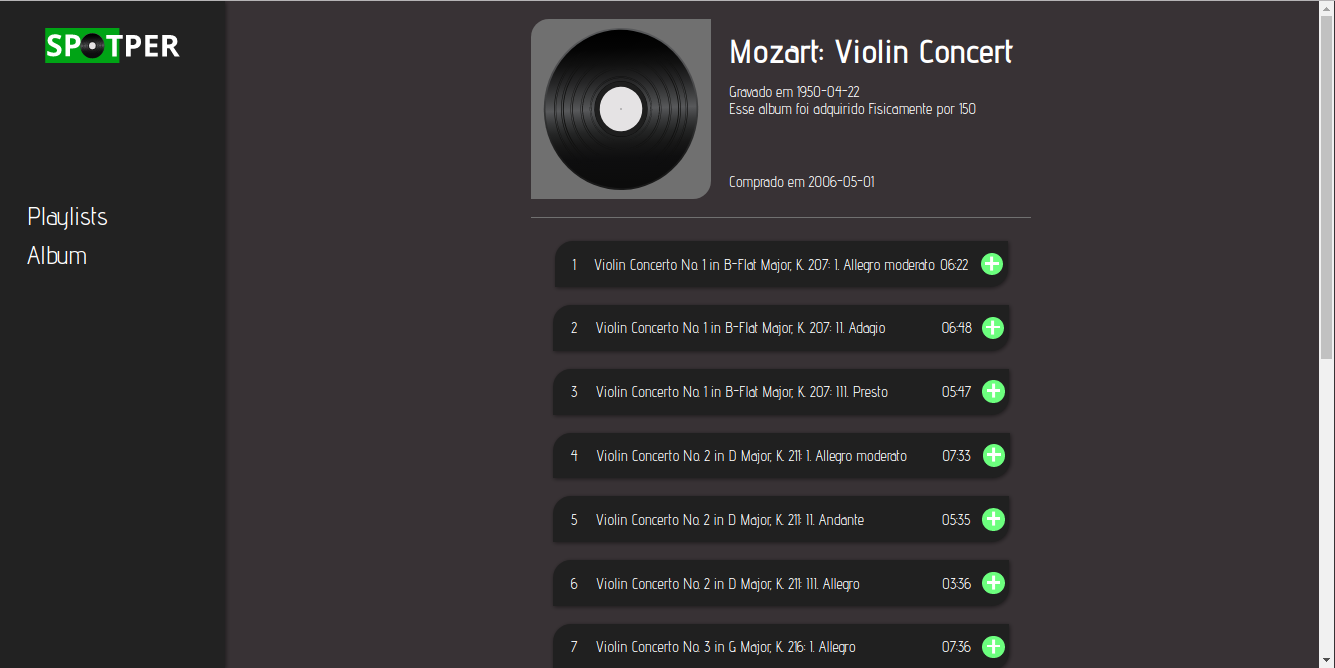 SPOTPER
Playlists
Album
Mozart: Violin Concert
Gravado em 1950-04-22
Esse album foi adquirido Fisicamente por 150
Comprado em 2006-05-01
1 Violin Concerto No. 1 in B-Flat Major, K. 207: I. Allegro moderato 06:22
2 Violin Concerto No. 1 in B-Flat Major, K. 207: II. Adagio 06:48
3 Violin Concerto No. 1 in B-Flat Major, K. 207: III. Presto 05:47
4 Violin Concerto No. 2 in D Major, K. 211: I. Allegro moderato 07:33
5 Violin Concerto No. 2 in D Major, K. 211: II. Andante 05:35
6 Violin Concerto No. 2 in D Major, K. 211: III. Allegro 03:36
7 Violin Concerto No. 3 in G Major, K. 216: I. Allegro 07:36